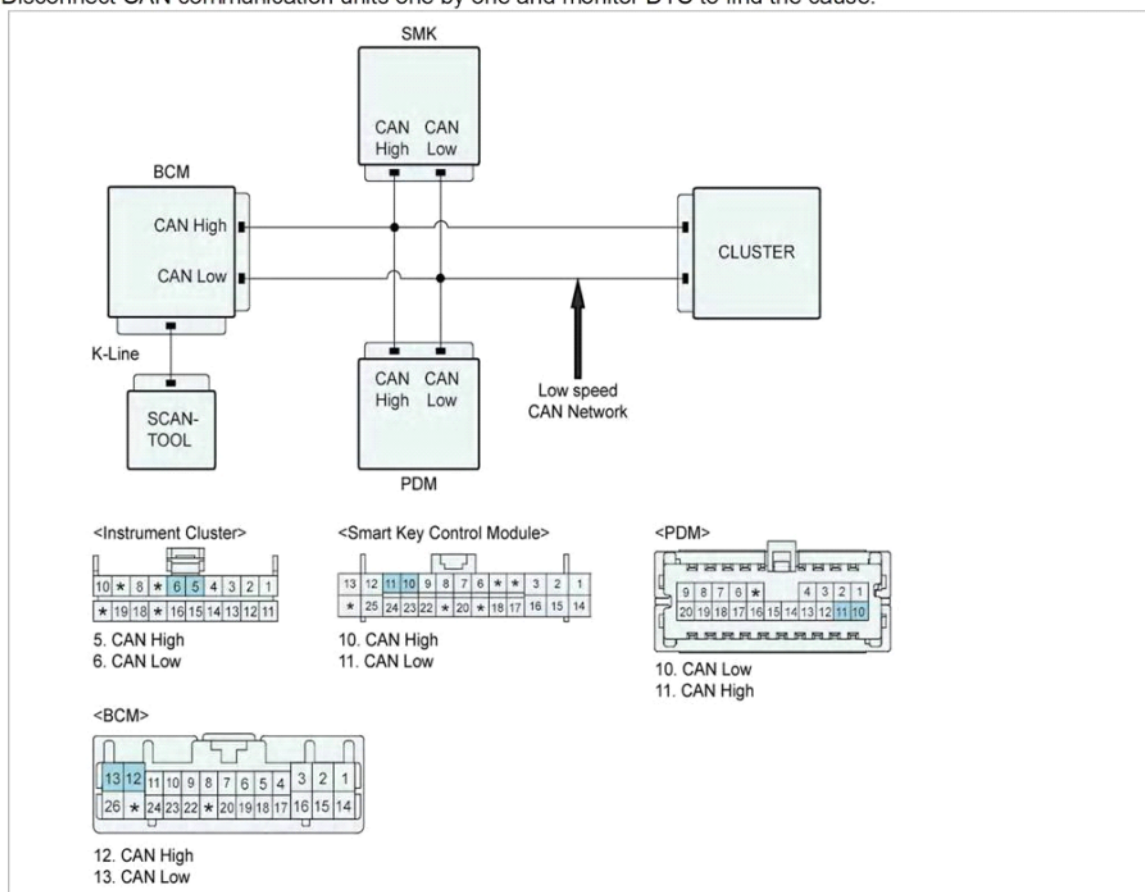 Disconnect CAN communication units one by one and monitor DTC to find the cause.
SMK
CAN CAN
High Low
BCM
CAN High
CAN Low
CLUSTER
K-Line
SCAN-
TOOL
CAN CAN
High Low
Low speed
CAN Network
PDM
<Instrument Cluster>
10 * 8 * 6 5 4 3 2 1
* 19 18 * 16 15 14 13 12 11
5. CAN High
6. CAN Low
<Smart Key Control Module>
13 12 11 10 9 8 7 6 * * 3 2 1
* 25 24 23 22 * 20 * 18 17 16 15 14
10. CAN High
11. CAN Low
<PDM>
9 8 7 6 * 4 3 2 1
20 19 18 17 16 15 14 13 12 11 10
10. CAN Low
11. CAN High
<BCM>
13 12 11 10 9 8 7 6 5 4 3 2 1
26 * 24 23 22 * 20 19 18 17 16 15 14
12. CAN High
13. CAN Low